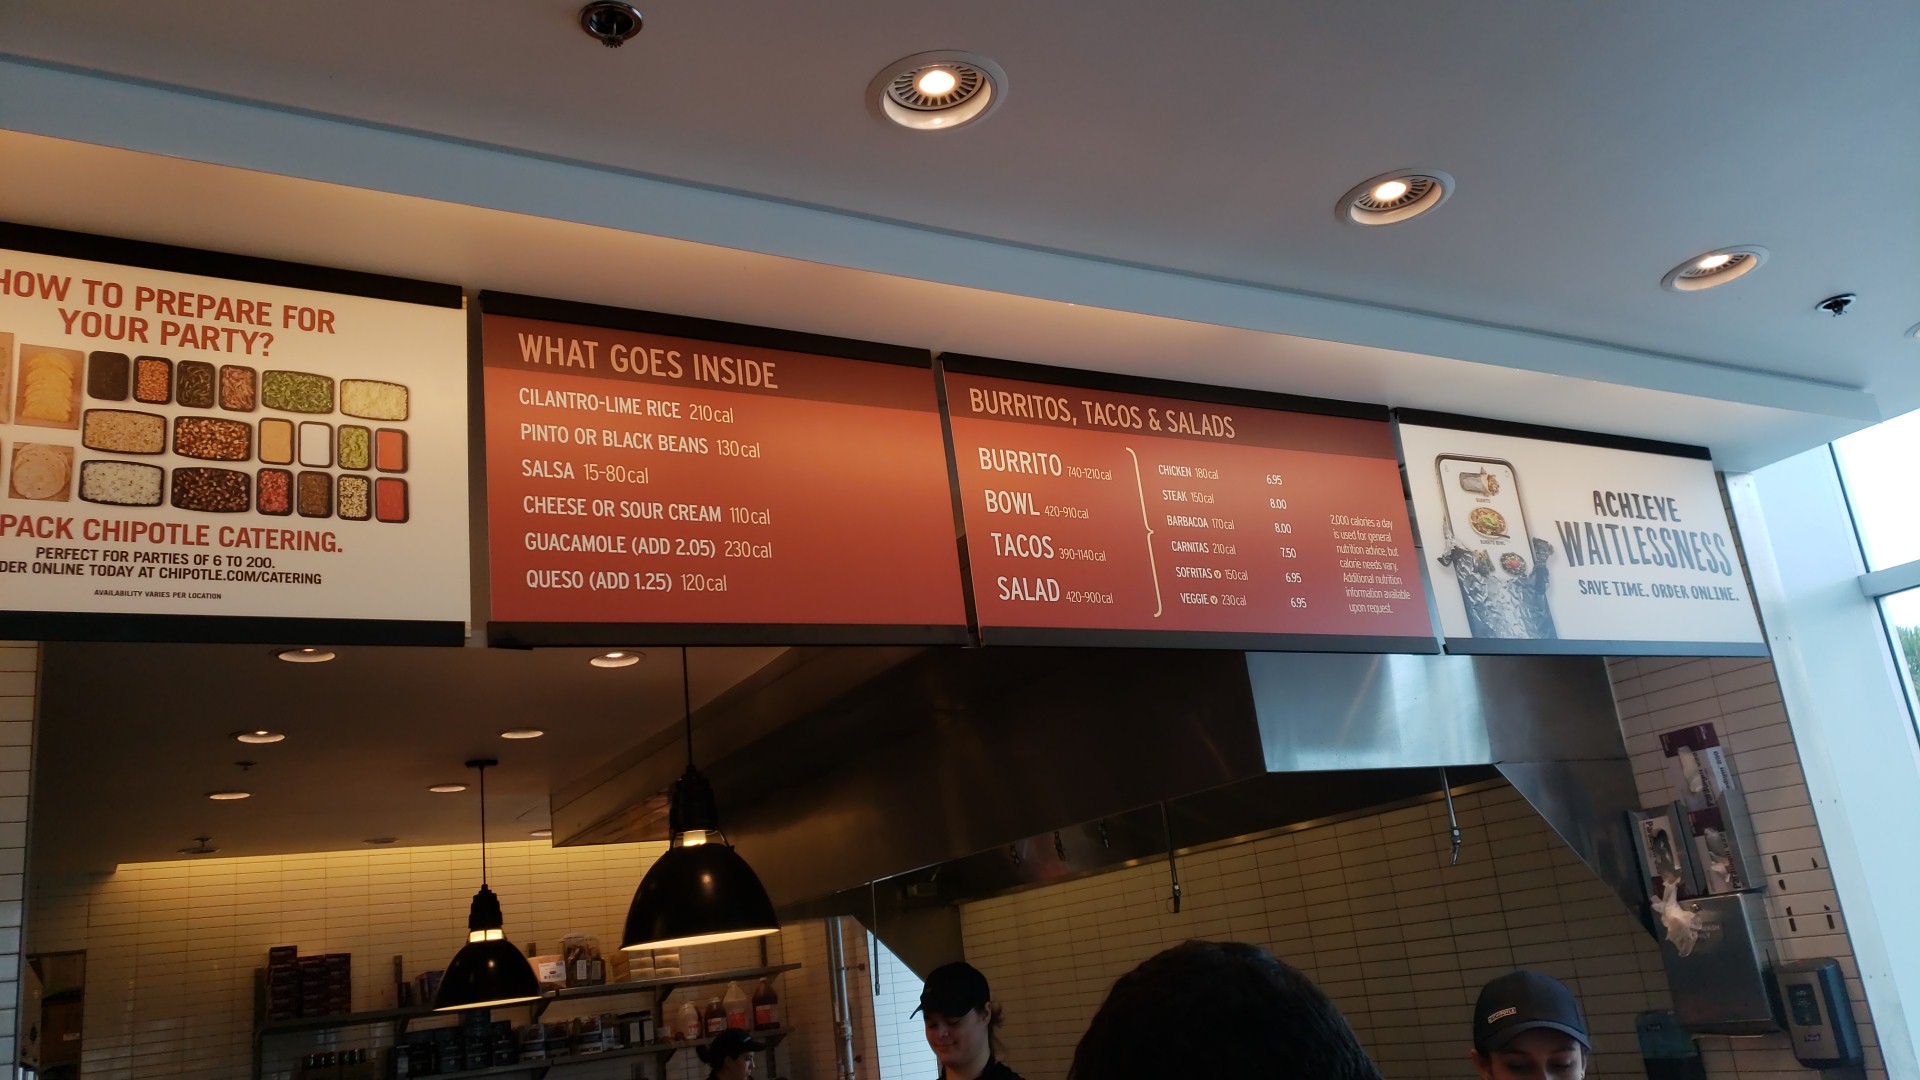 HOW TO PREPARE FOR
YOUR PARTY?
PACK CHIPOTLE CATERING.
PERFECT FOR PARTIES OF 6 TO 200.
DER ONLINE TODAY AT CHIPOTLE.COM/CATERING
AVAILABILITY VARIES PER LOCATION
WHAT GOES INSIDE
CILANTRO-LIME RICE 210cal
PINTO OR BLACK BEANS 130cal
SALSA 15-80cal
CHEESE OR SOUR CREAM 110cal
GUACAMOLE (ADD 2.05) 230cal
QUESO (ADD 1.25) 120cal
BURRITOS, TACOS & SALADS
BURRITO 740-1210cal
BOWL 420-910cal
TACOS 390-1140cal
SALAD 420-900cal
CHICKEN 180cal 6.95
STEAK 150cal 8.00
BARBACOA 170cal 8.00
CARNITAS 210cal 7.50
SOFRITAS 150cal 6.95
VEGGIE 230cal 6.95
2,000 calories a day
is used for general
nutrition advice, but
calorie needs vary.
Additional nutrition
information available
upon request.
ACHIEVE
WAITLESSNESS
SAVE TIME. ORDER ONLINE.
CHIPOTLE